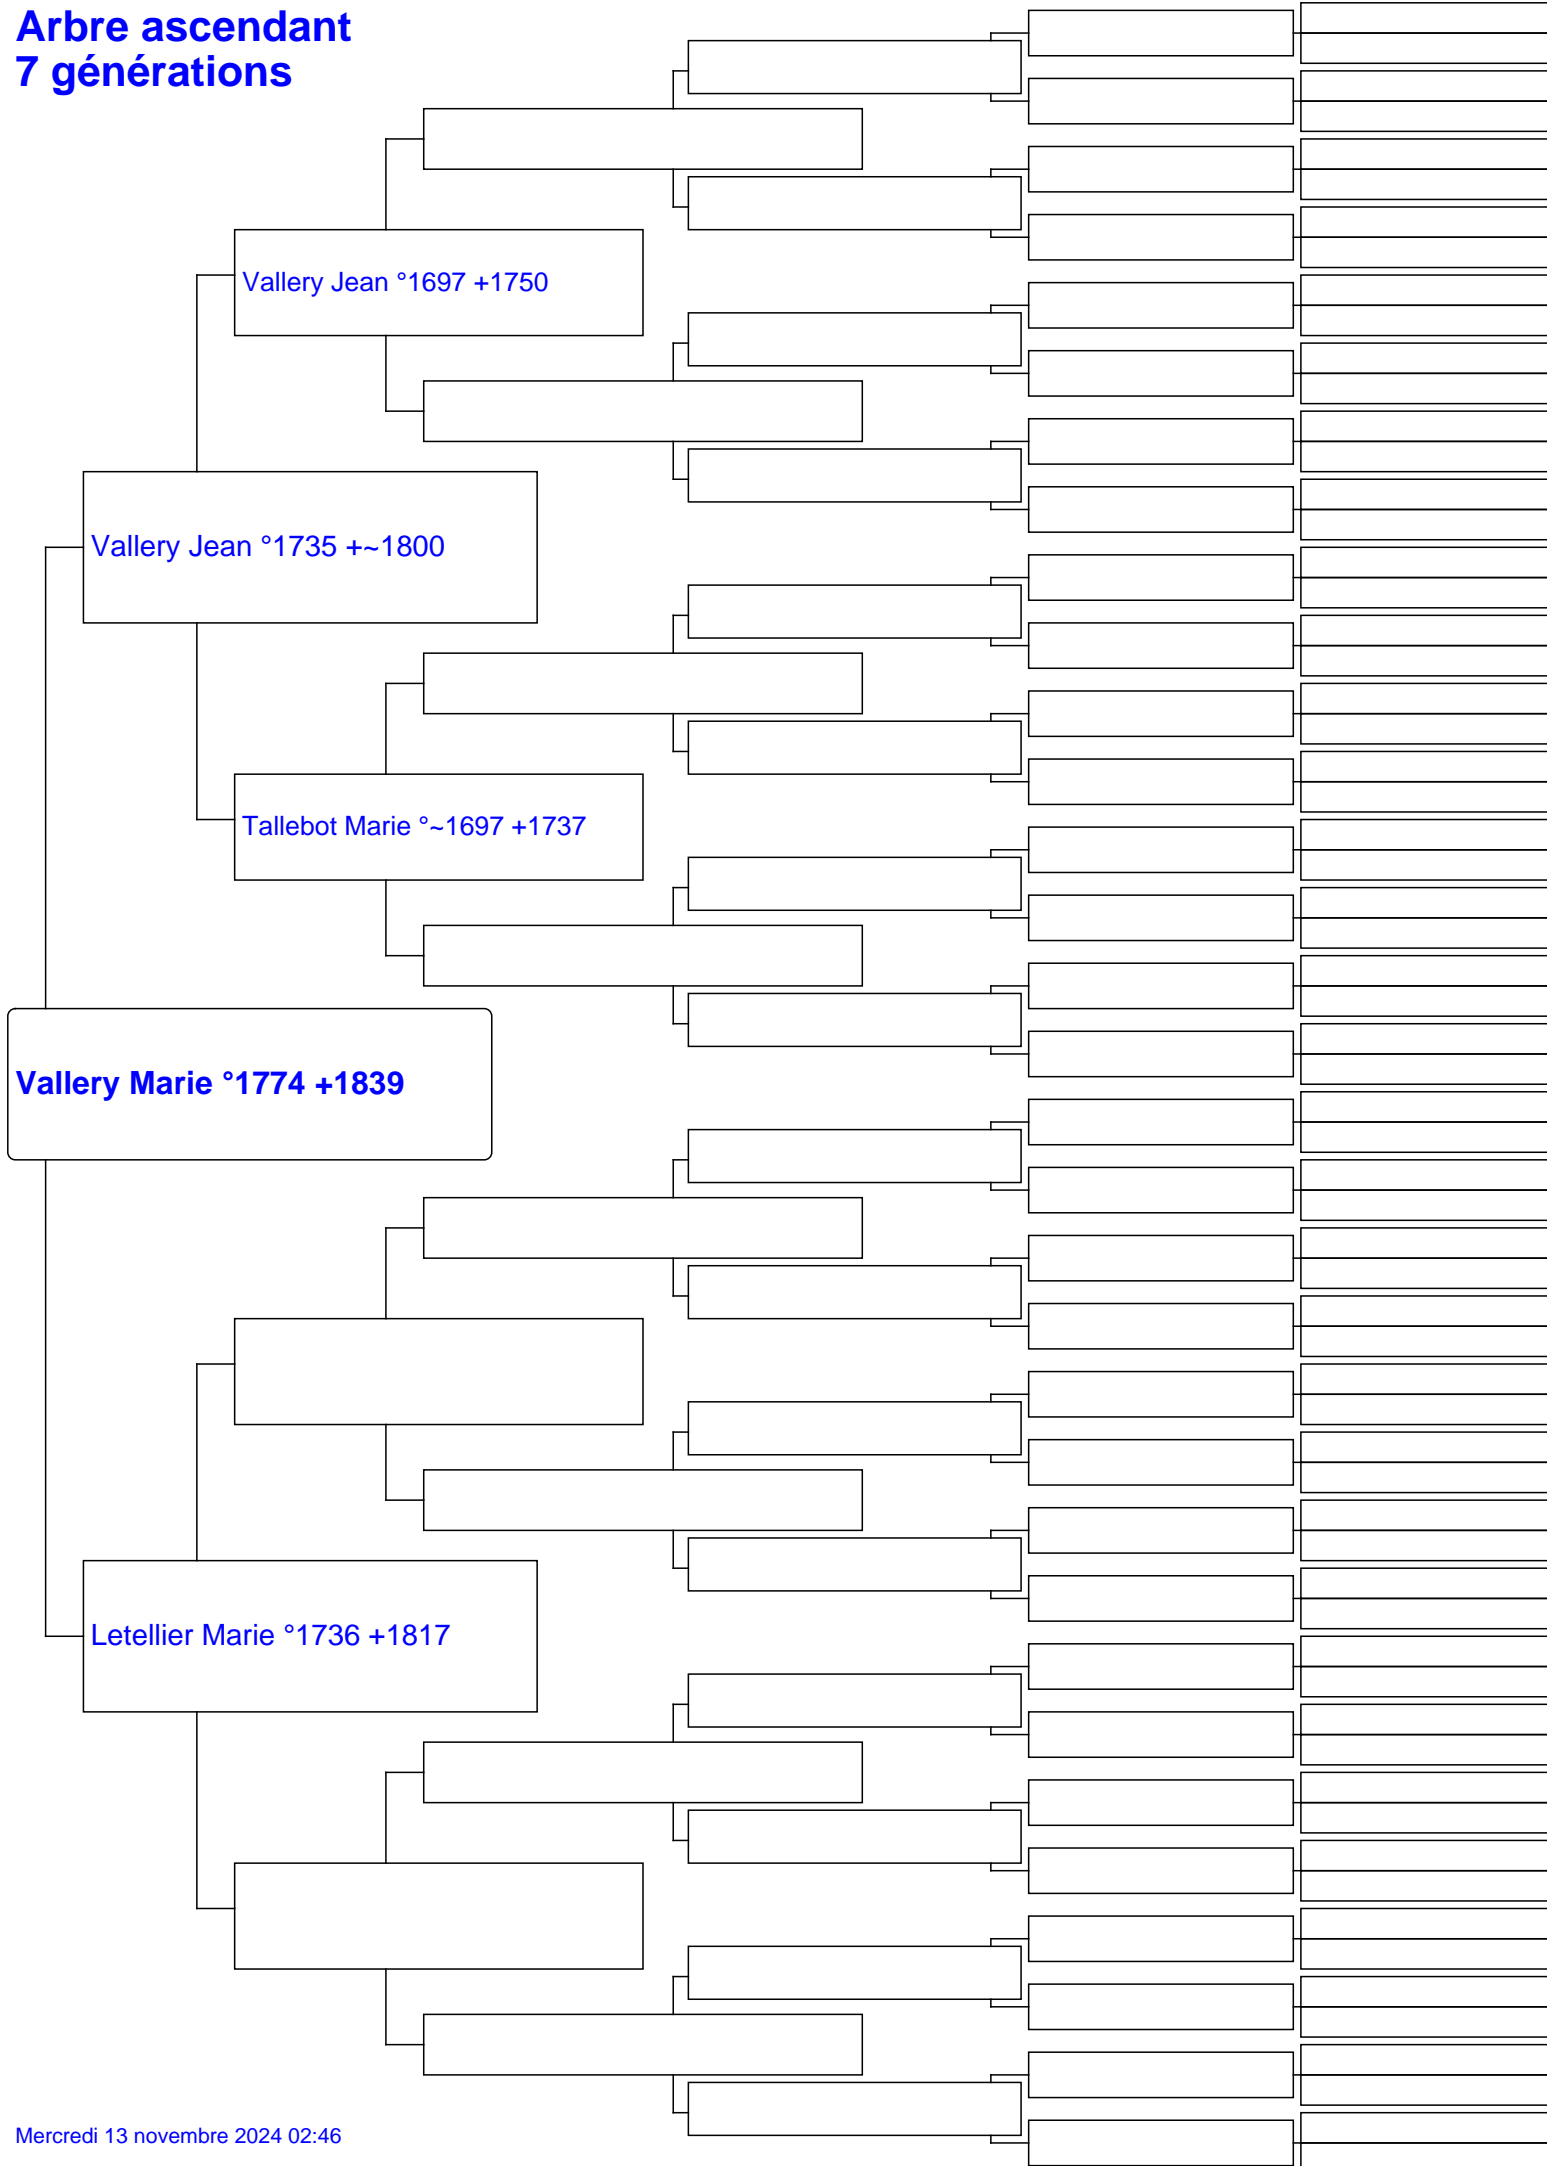 Arbre ascendant
7 générations
Vallery Jean °1697 +1750
Vallery Jean °1735 +~1800
Tallebot Marie °~1697 +1737
Vallery Marie °1774 +1839
Letellier Marie °1736 +1817
Mercredi 13 novembre 2024 02:46